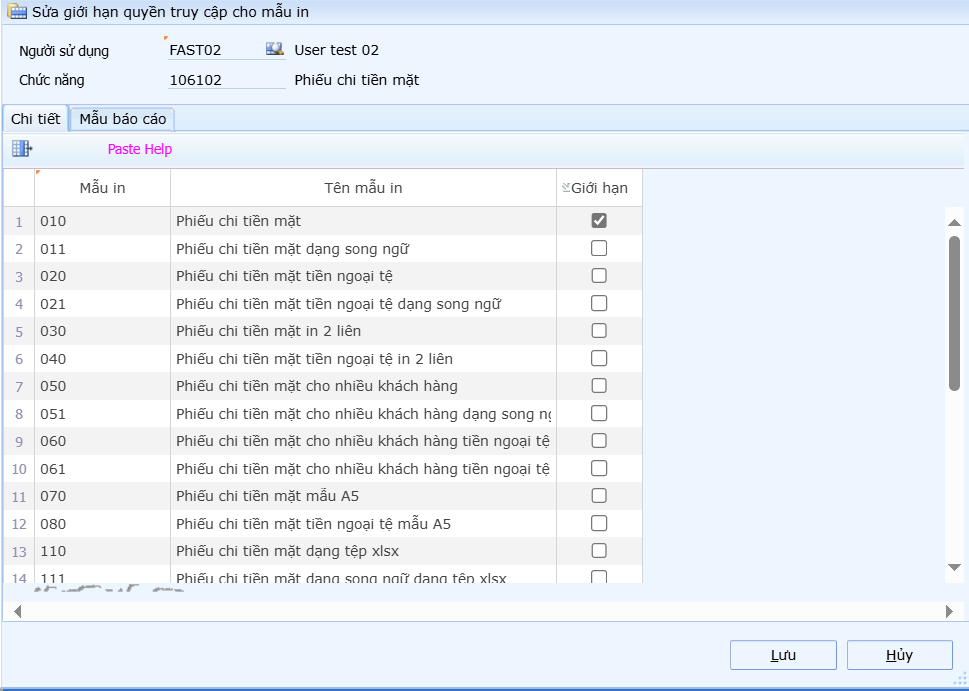 Sửa giới hạn quyền truy cập cho mẫu in
Người sử dụng FAST02 User test 02
Chức năng 106102 Phiếu chi tiền mặt
Chi tiết Mẫu báo cáo
Paste Help
Mẫu in Tên mẫu in Giới hạn
1 010 Phiếu chi tiền mặt
2 011 Phiếu chi tiền mặt dạng song ngữ
3 020 Phiếu chi tiền mặt tiền ngoại tệ
4 021 Phiếu chi tiền mặt tiền ngoại tệ dạng song ngữ
5 030 Phiếu chi tiền mặt in 2 liên
6 040 Phiếu chi tiền mặt tiền ngoại tệ in 2 liên
7 050 Phiếu chi tiền mặt cho nhiều khách hàng
8 051 Phiếu chi tiền mặt cho nhiều khách hàng dạng song
9 060 Phiếu chi tiền mặt cho nhiều khách hàng tiền ngoại tệ
10 061 Phiếu chi tiền mặt cho nhiều khách hàng tiền ngoại tệ
11 070 Phiếu chi tiền mặt mẫu A5
12 080 Phiếu chi tiền mặt tiền ngoại tệ mẫu A5
13 110 Phiếu chi tiền mặt dạng tệp xlsx
14 111 Phiếu chi tiền mặt dạng song ngữ dạng tệp xlsx
Lưu Hủy